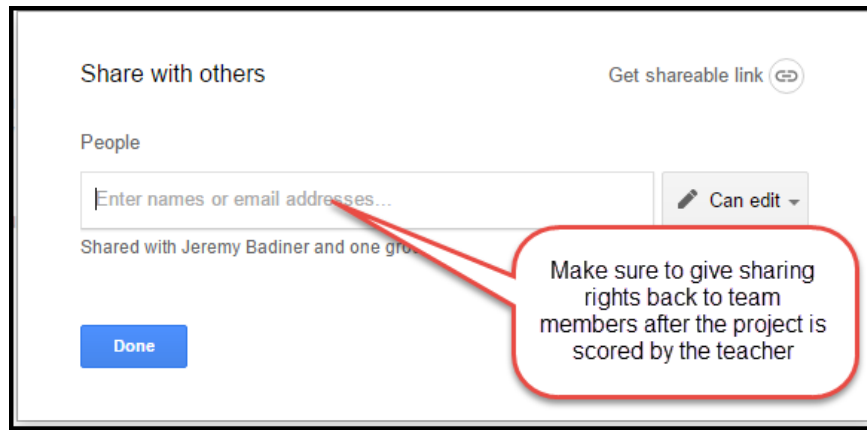 Share with others
Get shareable link
People
Enter names or email addresses...
Can edit
Shared with Jeremy Badiner and one
Make sure to give sharing
rights back to team
members after the project is
scored by the teacher
Done